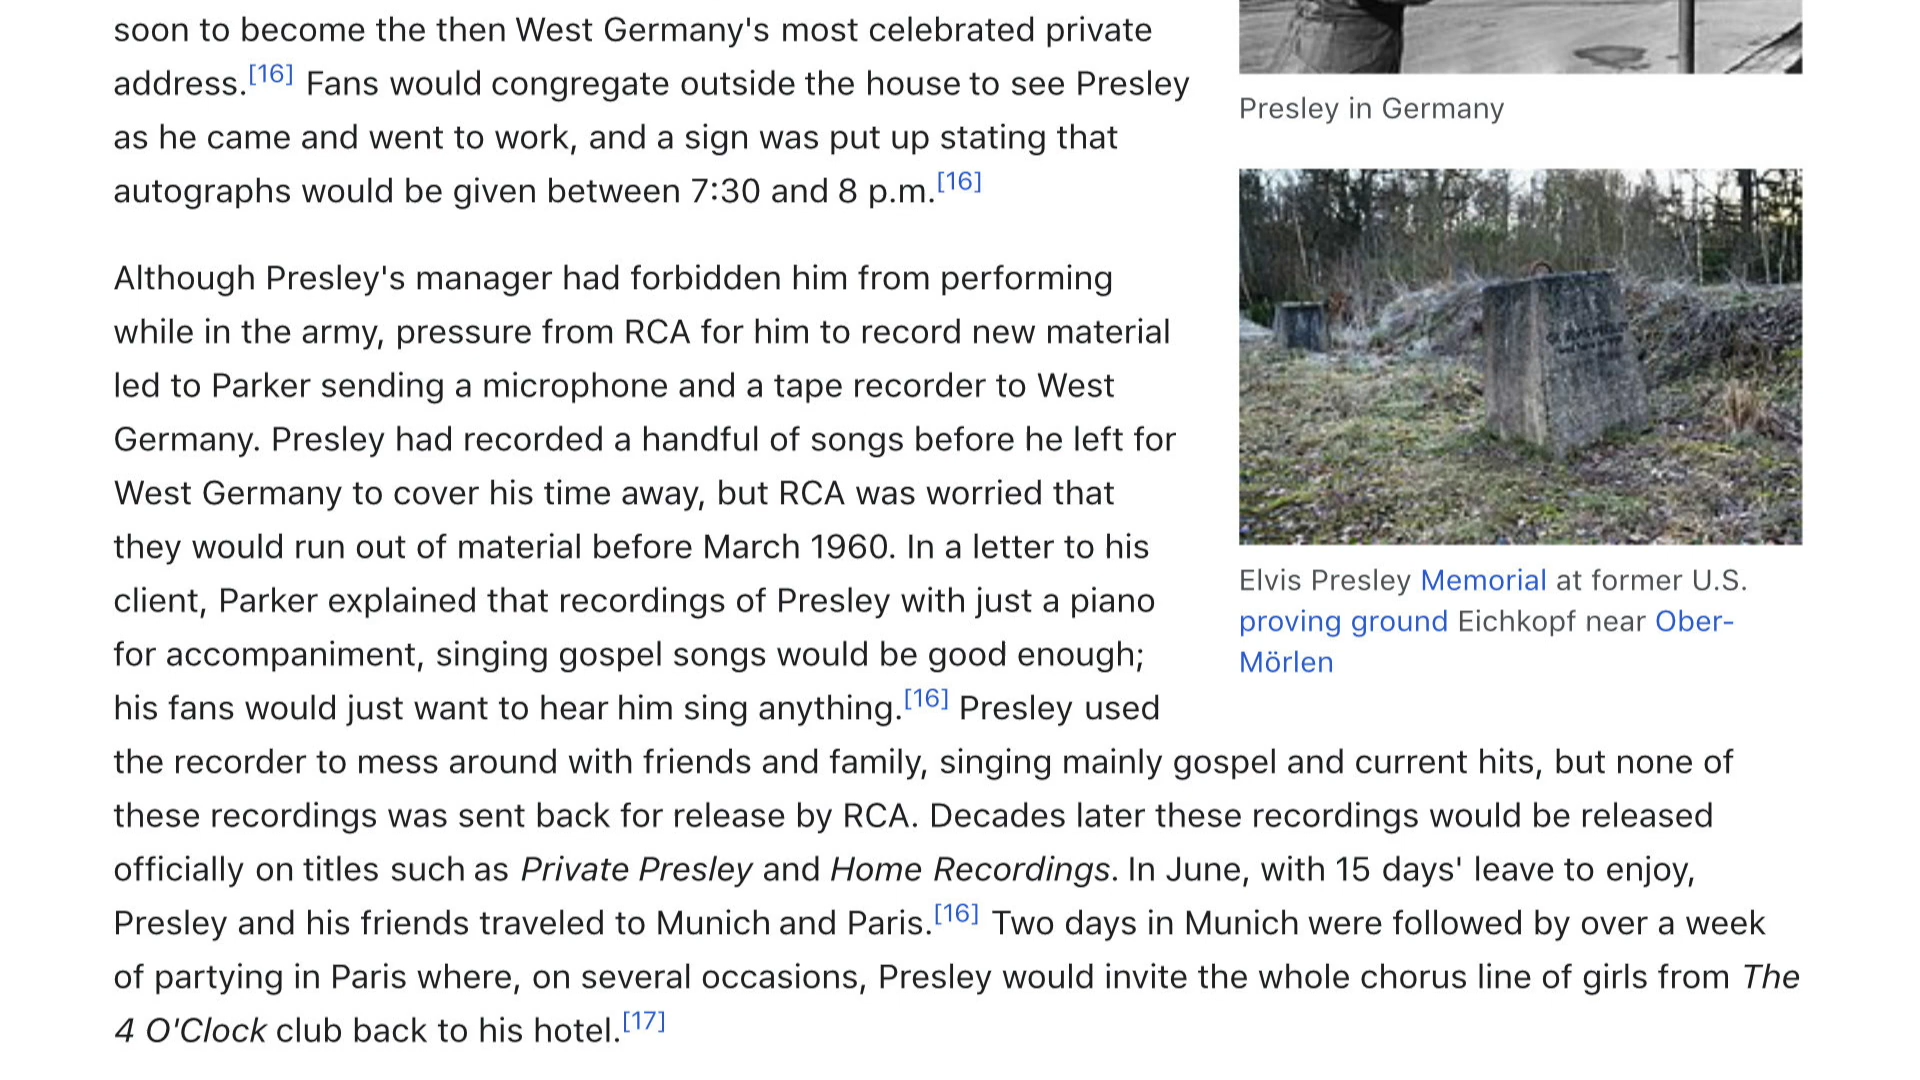 soon to become the then West Germany's most celebrated private
address.[16] Fans would congregate outside the house to see Presley
as he came and went to work, and a sign was put up stating that
autographs would be given between 7:30 and 8 p.m.[16]
Although Presley's manager had forbidden him from performing
while in the army, pressure from RCA for him to record new material
led to Parker sending a microphone and a tape recorder to West
Germany. Presley had recorded a handful of songs before he left for
West Germany to cover his time away, but RCA was worried that
they would run out of material before March 1960. In a letter to his
client, Parker explained that recordings of Presley with just a piano
for accompaniment, singing gospel songs would be good enough;
his fans would just want to hear him sing anything.[16] Presley used
the recorder to mess around with friends and family, singing mainly gospel and current hits, but none of
these recordings was sent back for release by RCA. Decades later these recordings would be released
officially on titles such as Private Presley and Home Recordings. In June, with 15 days' leave to enjoy,
Presley and his friends traveled to Munich and Paris.[16] Two days in Munich were followed by over a week
of partying in Paris where, on several occasions, Presley would invite the whole chorus line of girls from The
4 O'Clock club back to his hotel.[17]
Presley in Germany
Elvis Presley Memorial at former U.S.
proving ground Eichkopf near Ober-
Mörlen